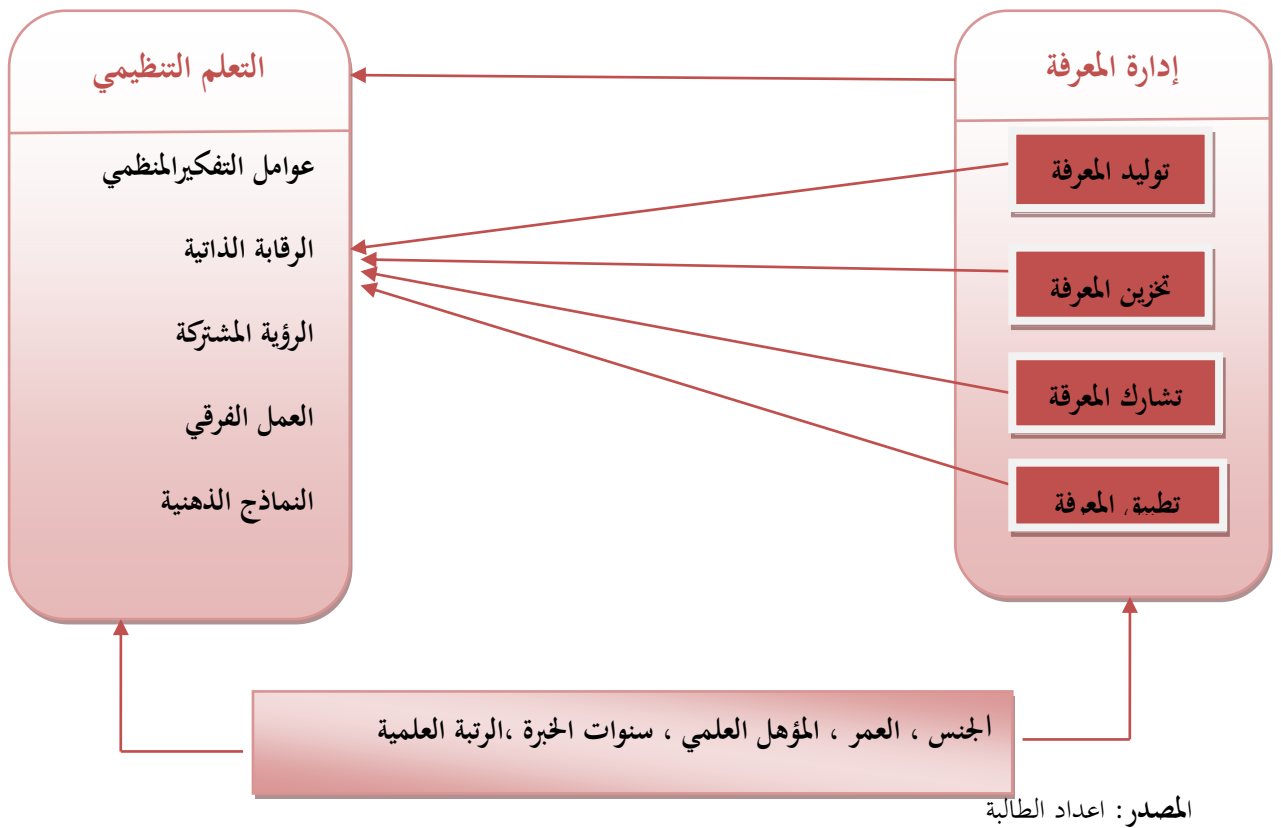 إدارة المعرفة
توليد المعرفة
تخزين المعرفة
تشارك المعرقة
تطبيق المعرفة
التعلم التنظيمي
عوامل التفكيرالمنظمي
الرقابة الذاتية
الرؤية المشتركة
العمل الفرقي
النماذج الذهنية
ألجنس ، العمر ، المؤهل العلمي ، سنوات الخبرة ،الرتبة العلمية
المصدر: اعداد الطالبة